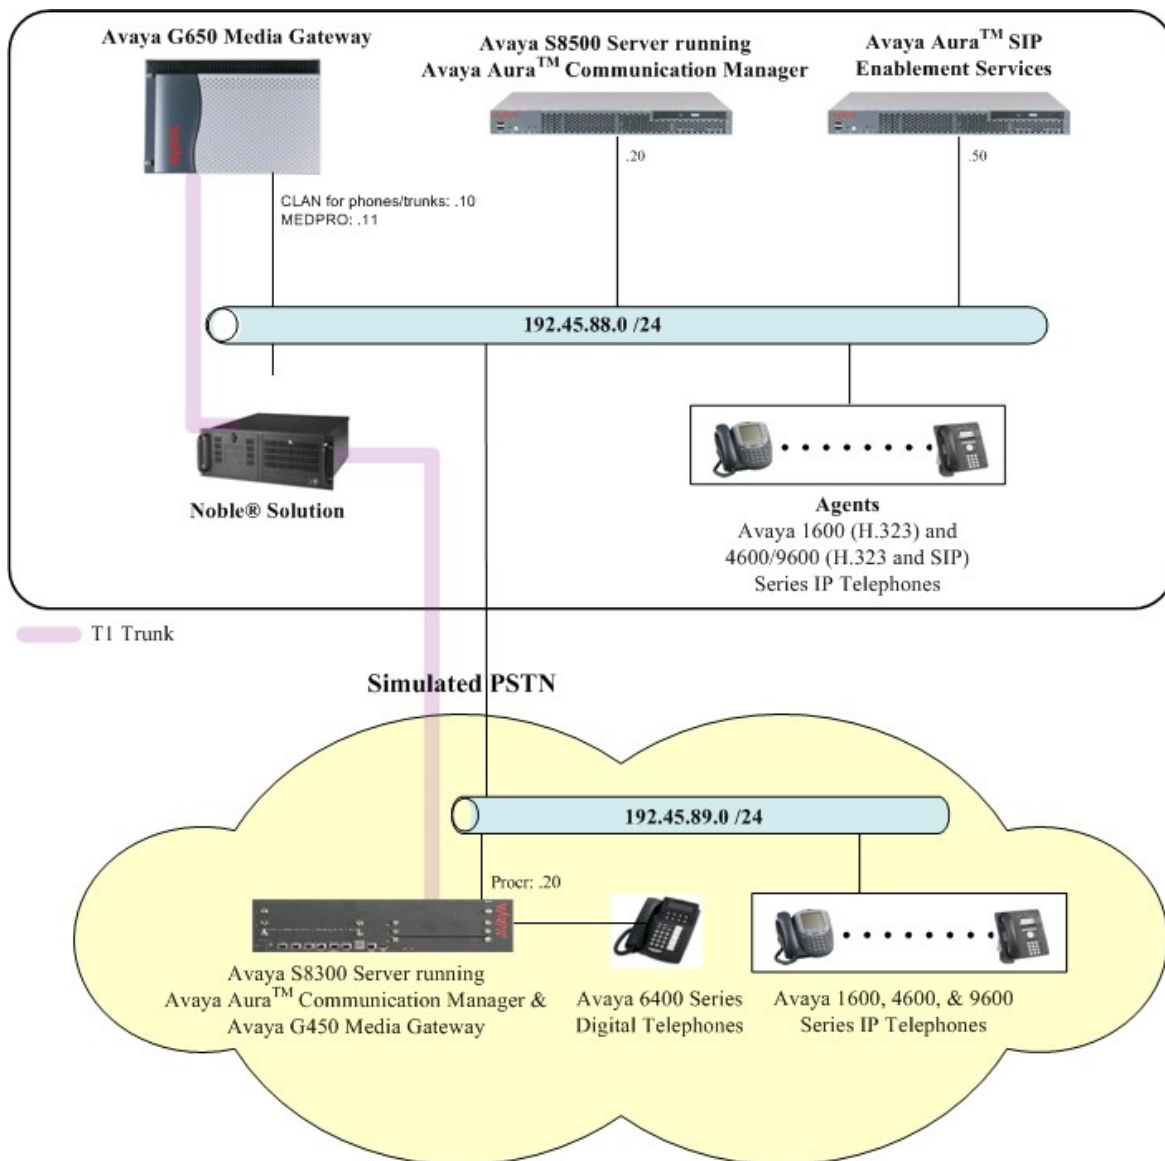 Avaya G650 Media Gateway
Avaya S8500 Server running
Avaya Aura™ Communication Manager
Avaya Aura™ SIP
Enablement Services
.20
.50
CLAN for phones/trunks: .10
MEDPRO: .11
192.45.88.0 /24
Noble® Solution
Agents
Avaya 1600 (H.323) and
4600/9600 (H.323 and SIP)
Series IP Telephones
T1 Trunk
Simulated PSTN
192.45.89.0 /24
Procr: .20
Avaya S8300 Server running
Avaya Aura™ Communication Manager &
Avaya G450 Media Gateway
Avaya 6400 Series
Digital Telephones
Avaya 1600, 4600, & 9600
Series IP Telephones